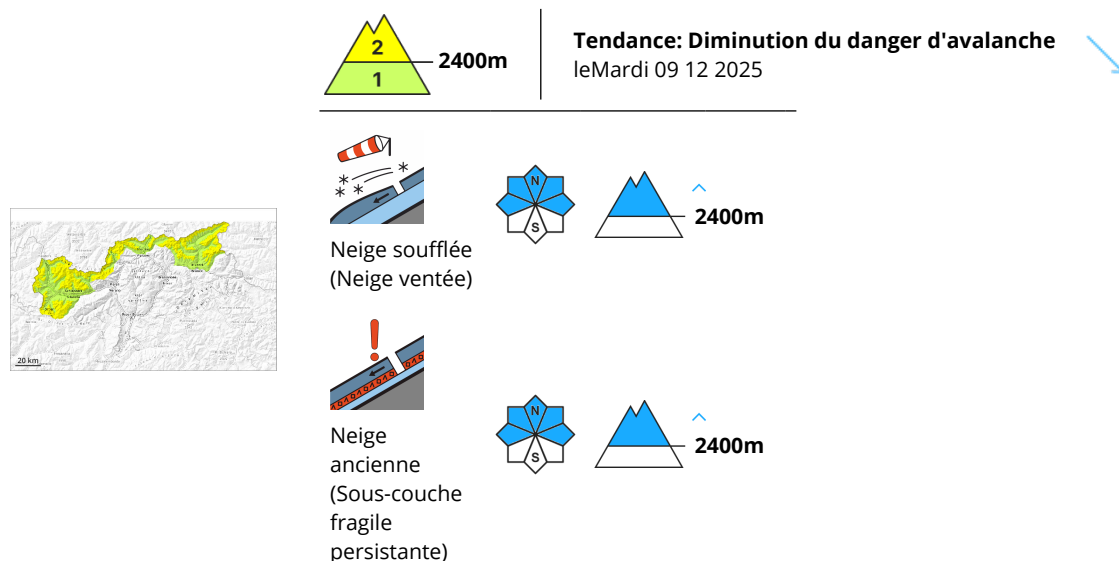 2
1
2400m
Tendance: Diminution du danger d'avalanche
leMardi 09 12 2025
N
S
2400m
Neige soufflée
(Neige ventée)
20 km
N
S
2400m
Neige
ancienne
(Sous-couche
fragile
persistante)